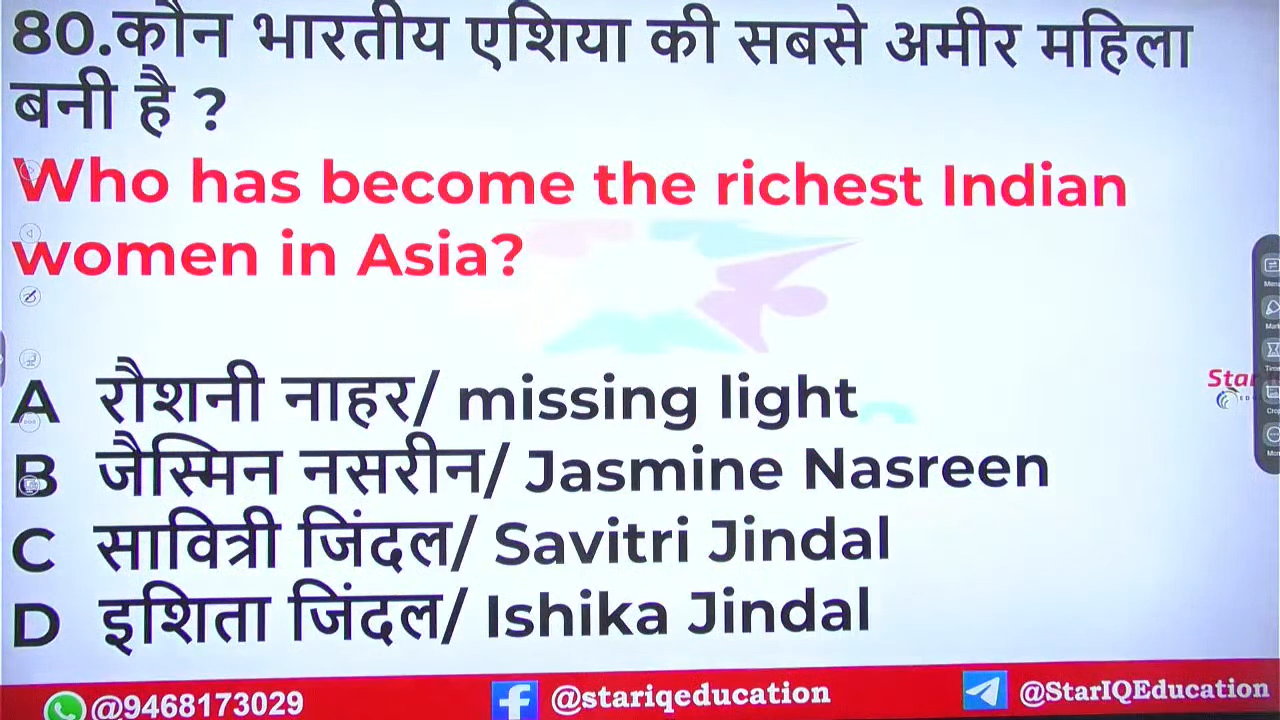 80.कौन भारतीय एशिया की सबसे अमीर महिला
बनी है ?
Who has become the richest Indian
women in Asia?
A रौशनी नाहर/ missing light
B जैस्मिन नसरीन/ Jasmine Nasreen
C सावित्री जिंदल/ Savitri Jindal
D इशिता जिंदल/ Ishika Jindal
Star
@9468173029 @stariqeducation @StarIQEducation